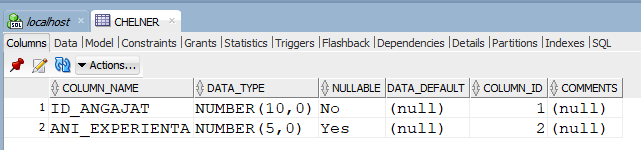 SQL localhost CHELNER
Columns Data Model Constraints Grants Statistics Triggers Flashback Dependencies Details Partitions Indexes SQL
Actions...
COLUMN_NAME DATA_TYPE NULLABLE DATA_DEFAULT COLUMN_ID COMMENTS
1 ID_ANGAJAT NUMBER(10,0) No (null) 1 (null)
2 ANI_EXPERIENTA NUMBER(5,0) Yes (null) 2 (null)